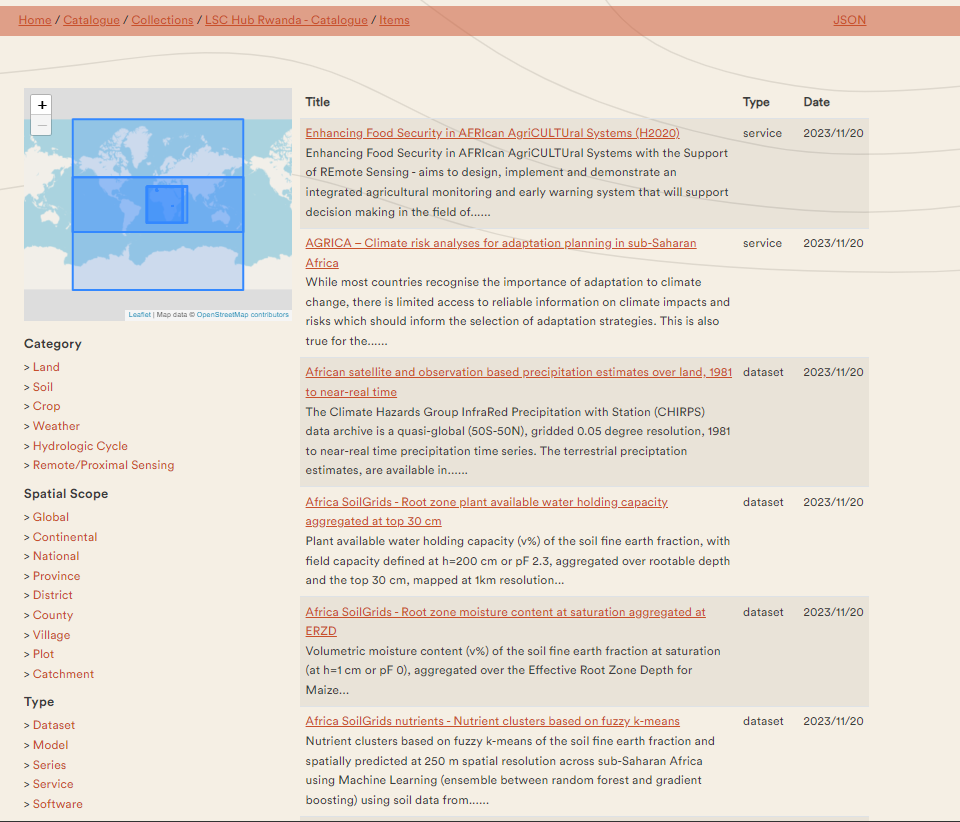 Home / Catalogue / Collections / LSC Hub Rwanda - Catalogue / Items
JSON
+
−
Leaflet | Map data © OpenStreetMap contributors
Category
> Land
> Soil
> Crop
> Weather
> Hydrologic Cycle
> Remote/Proximal Sensing
Spatial Scope
> Global
> Continental
> National
> Province
> District
> County
> Village
> Plot
> Catchment
Type
> Dataset
> Model
> Series
> Service
> Software
Title Type Date
Enhancing Food Security in AFRIcan AgriCULTUral Systems (H2020) service 2023/11/20
Enhancing Food Security in AFRIcan AgriCULTUral Systems with the Support
of REmote Sensing - aims to design, implement and demonstrate an
integrated agricultural monitoring and early warning system that will support
decision making in the field of......
AGRICA – Climate risk analyses for adaptation planning in sub-Saharan service 2023/11/20
Africa
While most countries recognise the importance of adaptation to climate
change, there is limited access to reliable information on climate impacts and
risks which should inform the selection of adaptation strategies. This is also
true for the......
African satellite and observation based precipitation estimates over land, 1981 dataset 2023/11/20
to near-real time
The Climate Hazards Group InfraRed Precipitation with Station (CHIRPS)
data archive is a quasi-global (50S-50N), gridded 0.05 degree resolution, 1981
to near-real time precipitation time series. The terrestrial preciptation
estimates, are available in......
Africa SoilGrids - Root zone plant available water holding capacity dataset 2023/11/20
aggregated at top 30 cm
Plant available water holding capacity (v%) of the soil fine earth fraction, with
field capacity defined at h=200 cm or pF 2.3, aggregated over rootable depth
and the top 30 cm, mapped at 1km resolution...
Africa SoilGrids - Root zone moisture content at saturation aggregated at dataset 2023/11/20
ERZD
Volumetric moisture content (v%) of the soil fine earth fraction at saturation
(at h=1 cm or pF 0), aggregated over the Effective Root Zone Depth for
Maize...
Africa SoilGrids nutrients - Nutrient clusters based on fuzzy k-means dataset 2023/11/20
Nutrient clusters based on fuzzy k-means of the soil fine earth fraction and
spatially predicted at 250 m spatial resolution across sub-Saharan Africa
using Machine Learning (ensemble between random forest and gradient
boosting) using soil data from......